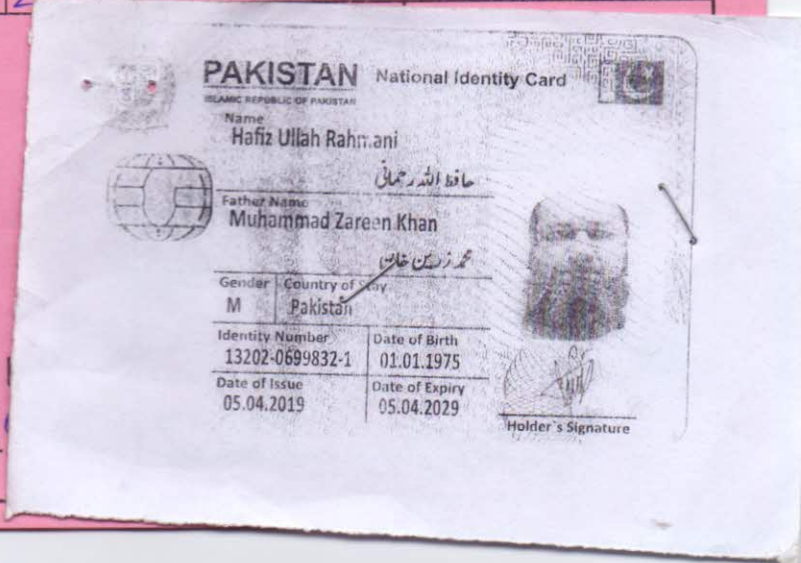 PAKISTAN National Identity Card
ISLAMIC REPUBLIC OF PAKISTAN
Name
Hafiz Ullah Rahmani
حافظ اللہ رحمانی
Father Name
Muhammad Zareen Khan
محمد زرین خان
Gender Country of Stay
M Pakistan
Identity Number Date of Birth
13202-0699832-1 01.01.1975
Date of Issue Date of Expiry
05.04.2019 05.04.2029
Holder`s Signature